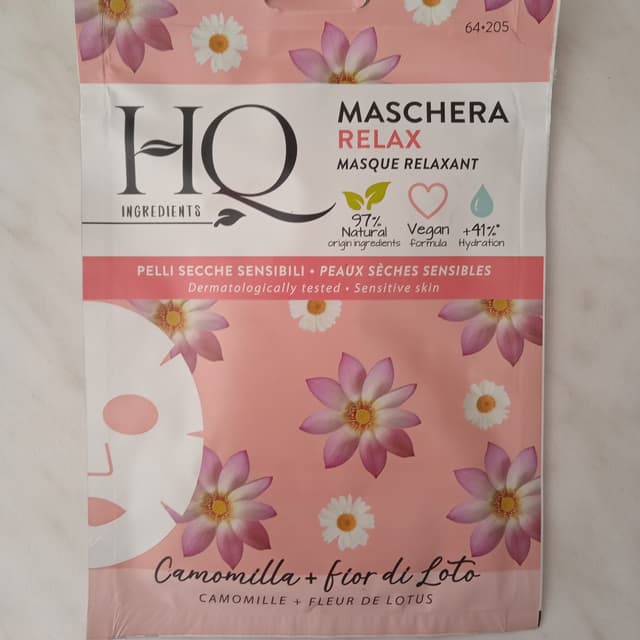 64•205
HQ
INGREDIENTS
MASCHERA
RELAX
MASQUE RELAXANT
97%
Natural
origin ingredients
Vegan
formula
+41%*
Hydration
PELLI SECCHE SENSIBILI • PEAUX SÈCHES SENSIBLES
Dermatologically tested • Sensitive skin
Camomilla + fior di Loto
CAMOMILLE + FLEUR DE LOTUS